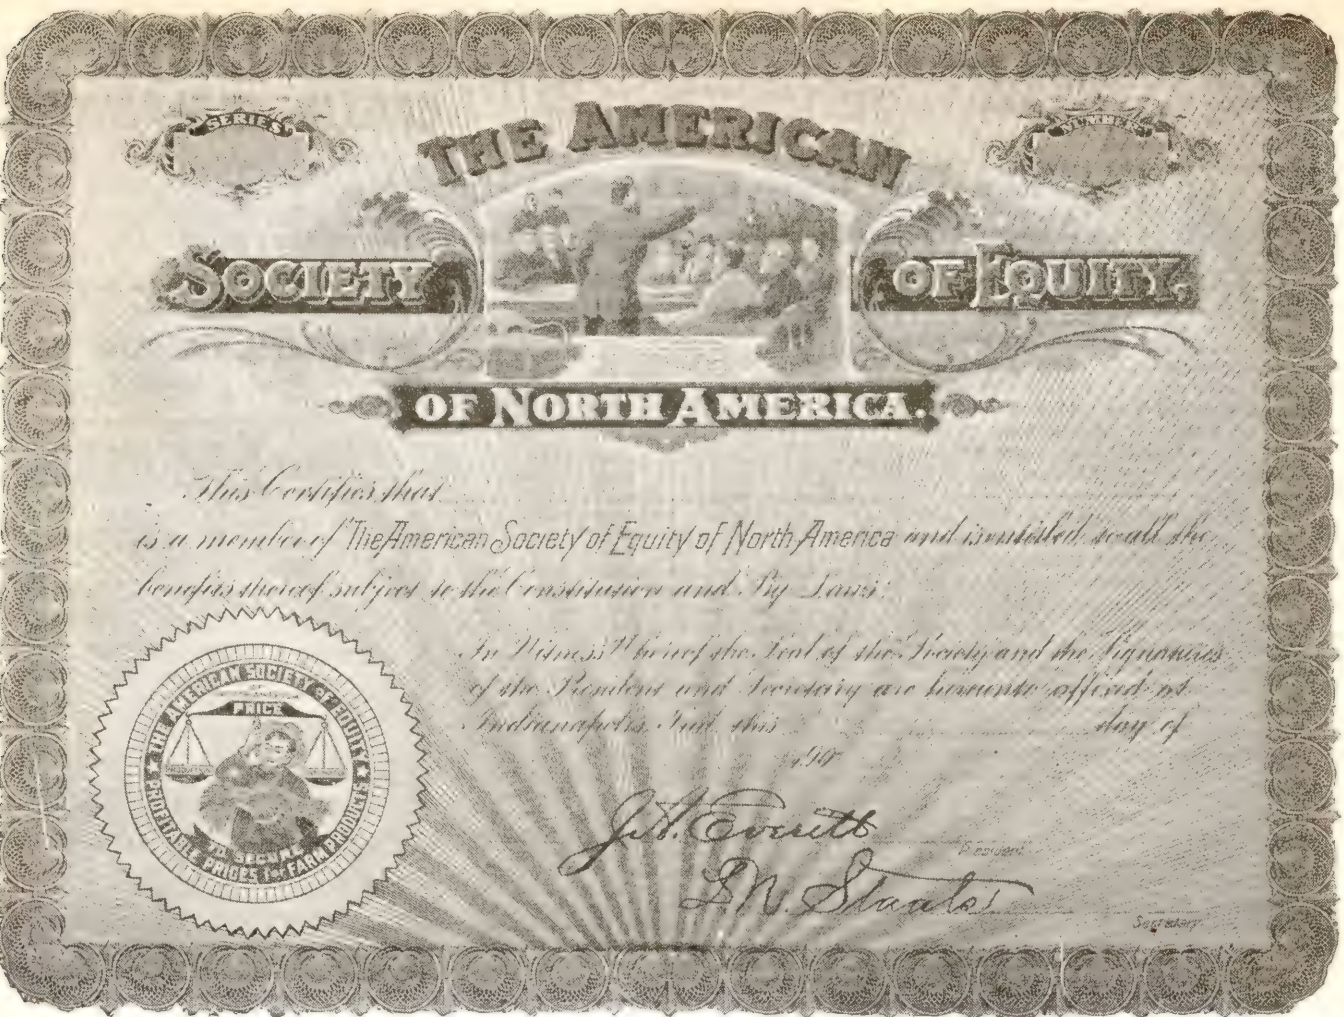 SERIES
NUMBER
THE AMERICAN
SOCIETY OF EQUITY.
OF NORTH AMERICA.
This Certifies that
is a member of The American Society of Equity of North America and is entitled to all the
benefits thereof subject to the Constitution and By-Laws.
In Witness Whereof the Seal of the Society and the Signatures
of the President and Secretary are hereunto affixed at
Indianapolis Ind. this day of
190
THE AMERICAN SOCIETY OF EQUITY
PRICE
TO SECURE
PROFITABLE PRICES FOR FARM PRODUCTS
J.A. Everett
President
Staats
Secretary